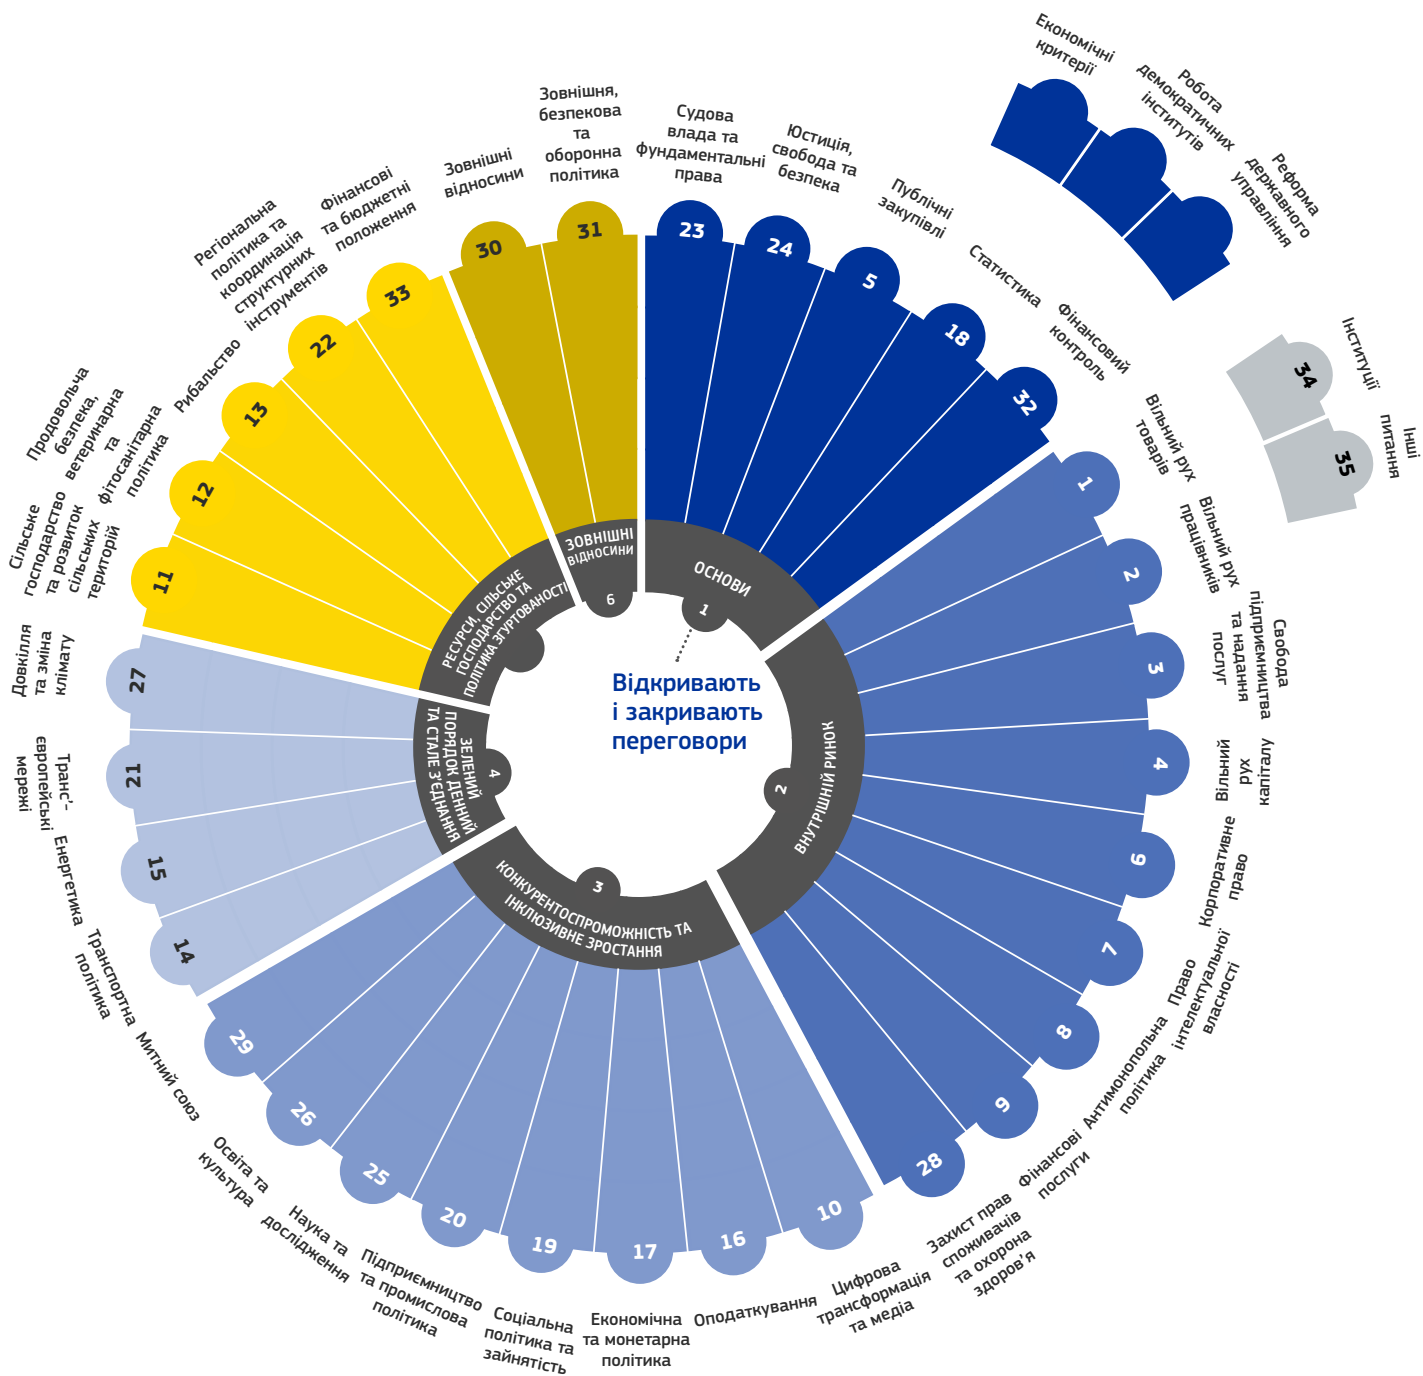 Економічні
критерії
Робота
демократичних
інститутів
Реформа
державного
управління
34
Інституції
35
Інші
питання
Зовнішня,
безпекова
та
оборонна
політика
31
Зовнішні
відносини
30
ЗОВНІШНІ
ВІДНОСИНИ
6
Судова
влада та
фундаментальні
права
23
Юстиція,
свобода та
безпека
24
Публічні
закупівлі
5
Статистика
18
Фінансовий
контроль
32
ОСНОВИ
1
Відкривають
і закривають
переговори
Вільний рух
товарів
1
Вільний рух
працівників
2
Свобода
підприємництва
та надання
послуг
3
Вільний
рух
капіталу
4
Корпоративне
право
6
Право
інтелектуальної
власності
7
Антимонопольна
політика
8
Фінансові
послуги
9
Захист прав
споживачів
та охорона
здоров’я
28
ВНУТРІШНІЙ РИНОК
2
Цифрова
трансформація
та медіа
10
Оподаткування
16
Економічна
та монетарна
політика
17
Соціальна
політика та
зайнятість
19
Підприємництво
та промислова
політика
20
Наука та
дослідження
25
Освіта та
культура
26
Митний союз
29
3
КОНКУРЕНТОСПРОМОЖНІСТЬ ТА
ІНКЛЮЗИВНЕ ЗРОСТАННЯ
Транспортна
політика
14
Енергетика
15
Транс’-
європейські
мережі
21
Довкілля
та зміна
клімату
27
4
ЗЕЛЕНИЙ
ПОРЯДОК ДЕННИЙ
ТА СТАЛЕ З’ЄДНАННЯ
Сільське
господарство
та розвиток
сільських
територій
11
Продовольча
безпека,
ветеринарна
та
фітосанітарна
політика
12
Рибальство
13
Регіональна
політика та
координація
структурних
інструментів
22
Фінансові
та бюджетні
положення
33
РЕСУРСИ, СІЛЬСЬКЕ
ГОСПОДАРСТВО ТА
ПОЛІТИКА ЗГУРТОВАНОСТІ